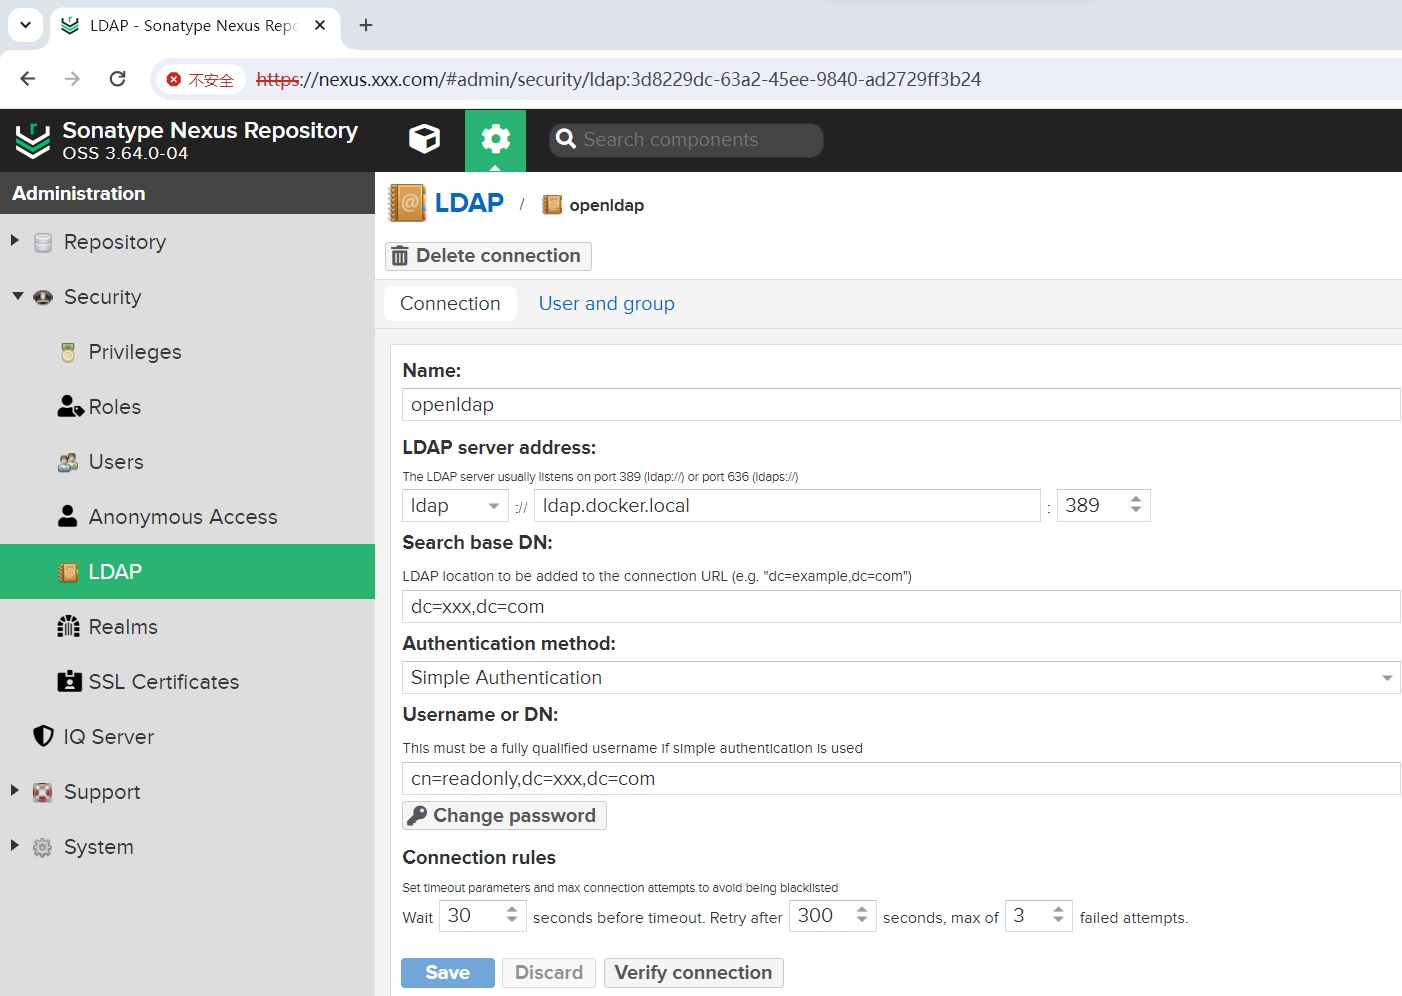 LDAP - Sonatype Nexus Repo
不安全 https://nexus.xxx.com/#admin/security/ldap:3d8229dc-63a2-45ee-9840-ad2729ff3b24
Sonatype Nexus Repository
OSS 3.64.0-04
Search components
Administration
Repository
Security
Privileges
Roles
Users
Anonymous Access
LDAP
Realms
SSL Certificates
IQ Server
Support
System
LDAP / openldap
Delete connection
Connection User and group
Name:
openldap
LDAP server address:
The LDAP server usually listens on port 389 (ldap://) or port 636 (ldaps://)
ldap :// ldap.docker.local : 389
Search base DN:
LDAP location to be added to the connection URL (e.g. "dc=example,dc=com")
dc=xxx,dc=com
Authentication method:
Simple Authentication
Username or DN:
This must be a fully qualified username if simple authentication is used
cn=readonly,dc=xxx,dc=com
Change password
Connection rules
Set timeout parameters and max connection attempts to avoid being blacklisted
Wait 30 seconds before timeout. Retry after 300 seconds, max of 3 failed attempts.
Save Discard Verify connection